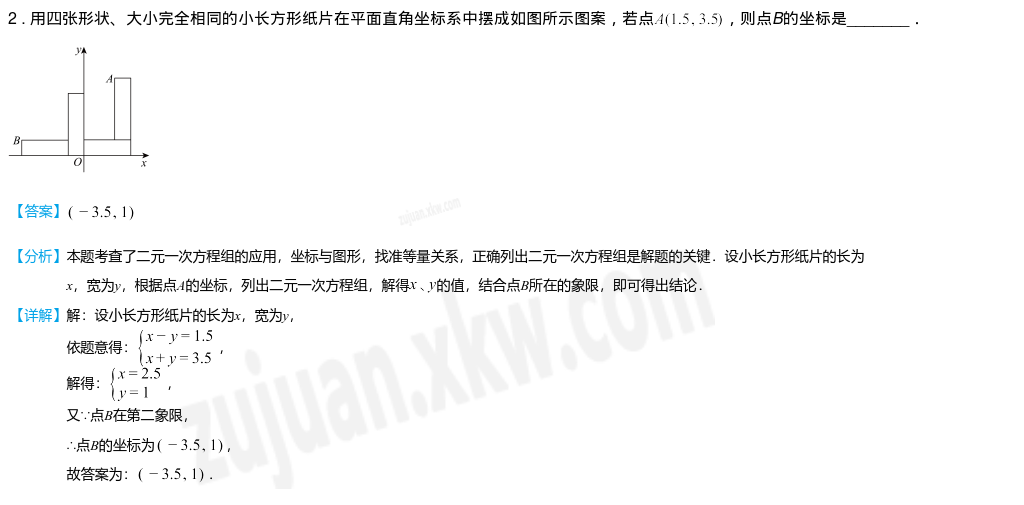 2．用四张形状、大小完全相同的小长方形纸片在平面直角坐标系中摆成如图所示图案，若点A(1.5, 3.5)，则点B的坐标是________．
y
A
B
O
x
【答案】(－3.5, 1)
zujuan.xkw.com
【分析】本题考查了二元一次方程组的应用，坐标与图形，找准等量关系，正确列出二元一次方程组是解题的关键．设小长方形纸片的长为
x，宽为y，根据点A的坐标，列出二元一次方程组，解得x、y的值，结合点B所在的象限，即可得出结论．
【详解】解：设小长方形纸片的长为x，宽为y，
依题意得：{x－y=1.5
x+y=3.5，
解得：{x=2.5
y=1，
又∵点B在第二象限，
∴点B的坐标为(－3.5, 1)，
故答案为：(－3.5, 1)．
zujuan.xkw.com